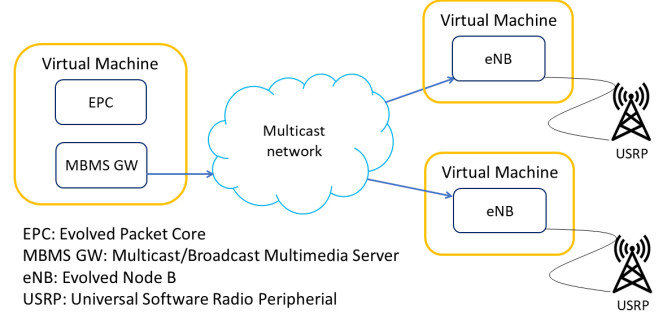 Virtual Machine
EPC
MBMS GW
Multicast
network
Virtual Machine
eNB
USRP
Virtual Machine
eNB
USRP
EPC: Evolved Packet Core
MBMS GW: Multicast/Broadcast Multimedia Server
eNB: Evolved Node B
USRP: Universal Software Radio Peripherial